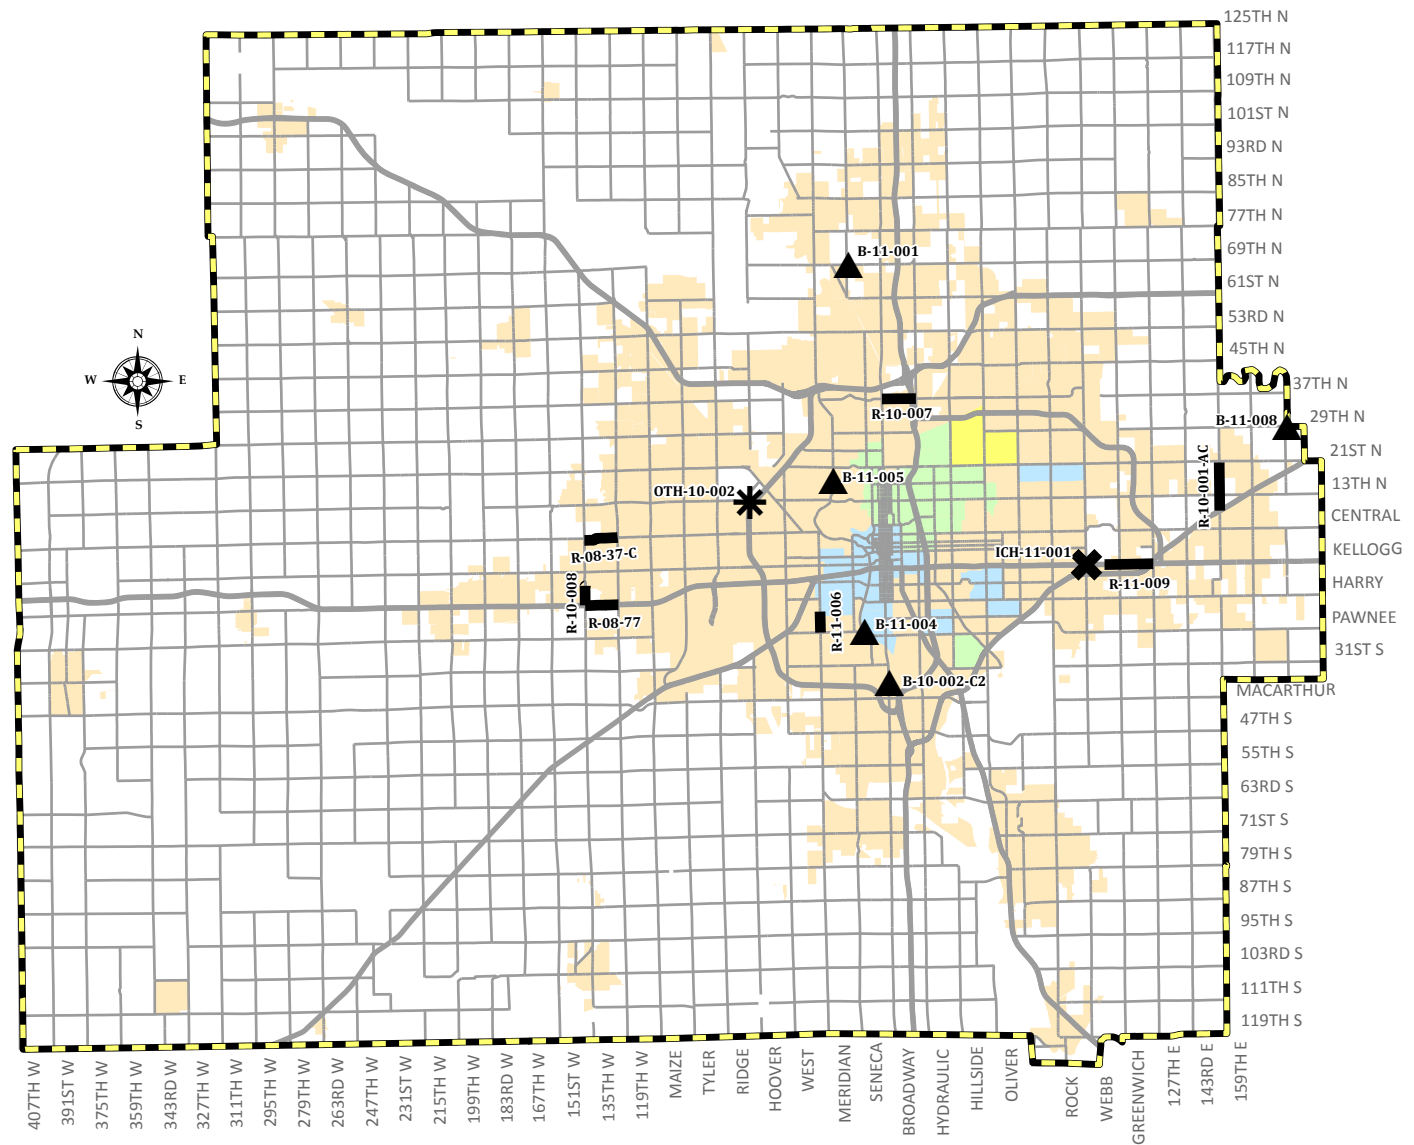 125TH N
117TH N
109TH N
101ST N
93RD N
85TH N
77TH N
69TH N
61ST N
53RD N
45TH N
37TH N
29TH N
21ST N
13TH N
CENTRAL
KELLOGG
HARRY
PAWNEE
31ST S
MACARTHUR
47TH S
55TH S
63RD S
71ST S
79TH S
87TH S
95TH S
103RD S
111TH S
119TH S
N
W E
S
B-11-001
R-10-007
B-11-008
B-11-005
OTH-10-002
R-10-001-AC
R-08-37-C
ICH-11-001
R-11-009
R-10-008
R-08-77
R-11-006
B-11-004
B-10-002-C2
407TH W
391ST W
375TH W
359TH W
343RD W
327TH W
311TH W
295TH W
279TH W
263RD W
247TH W
231ST W
215TH W
199TH W
183RD W
167TH W
151ST W
135TH W
119TH W
MAIZE
TYLER
RIDGE
HOOVER
WEST
MERIDIAN
SENECA
BROADWAY
HYDRAULIC
HILLSIDE
OLIVER
ROCK
WEBB
GREENWICH
127TH E
143RD E
159TH E